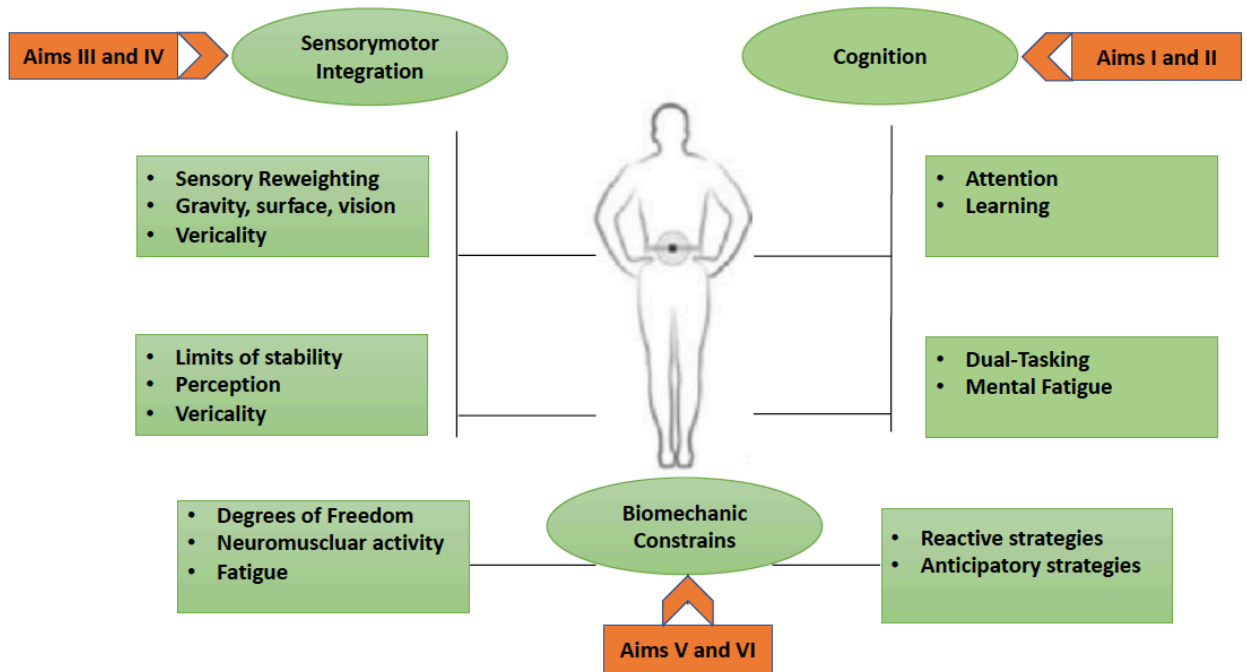 Aims III and IV
Sensorymotor
Integration
Cognition
Aims I and II
• Sensory Reweighting
• Gravity, surface, vision
• Vericality
• Attention
• Learning
• Limits of stability
• Perception
• Vericality
• Dual-Tasking
• Mental Fatigue
• Degrees of Freedom
• Neuromuscluar activity
• Fatigue
Biomechanic
Constrains
• Reactive strategies
• Anticipatory strategies
Aims V and VI